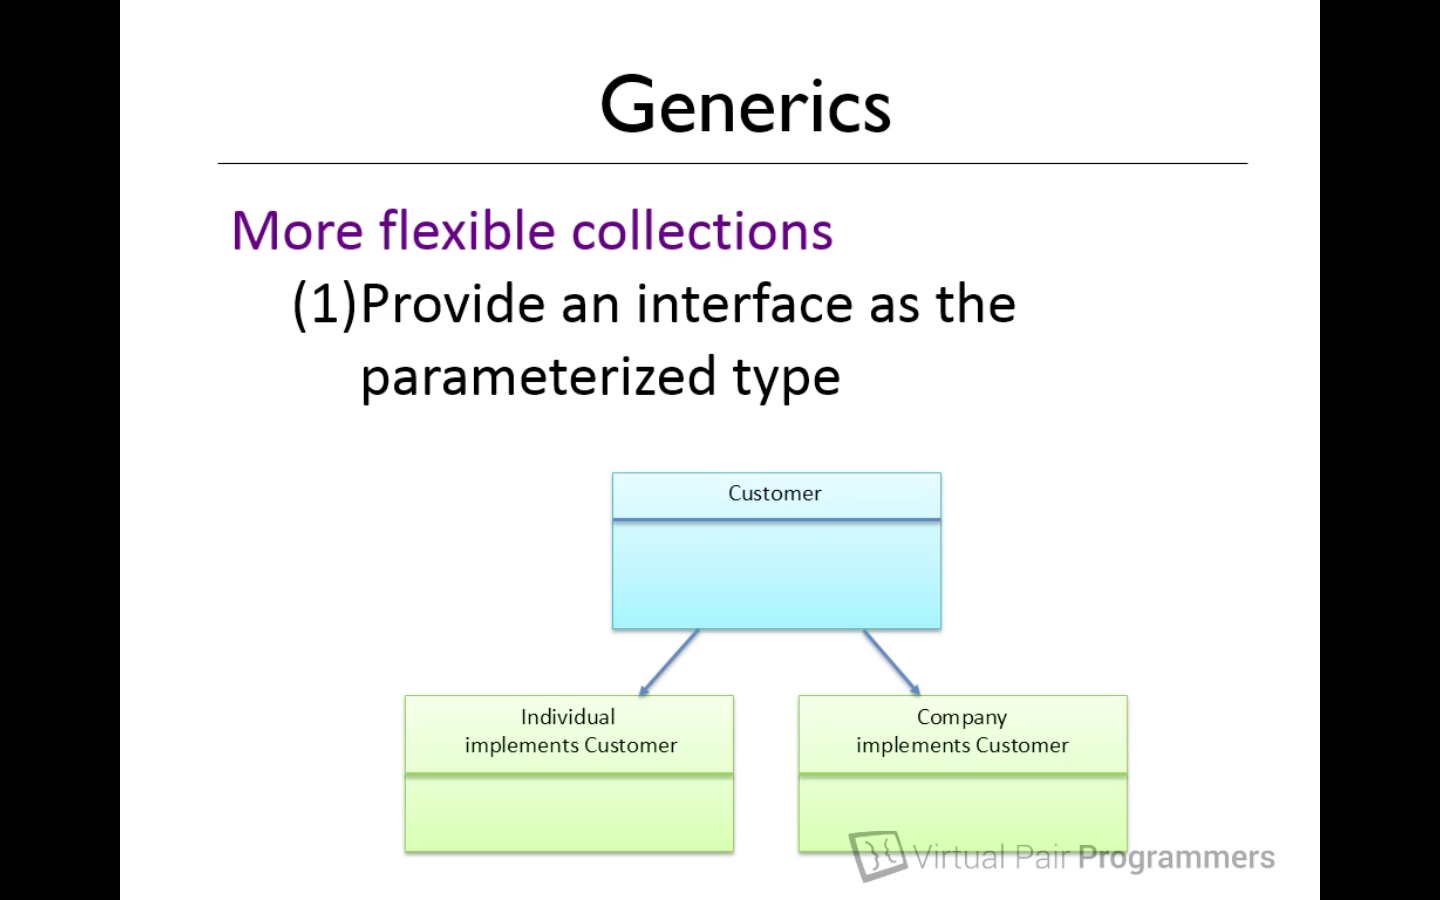 Generics
More flexible collections
(1)Provide an interface as the
parameterized type
Customer
Individual
implements Customer
Company
implements Customer
Virtual Pair Programmers